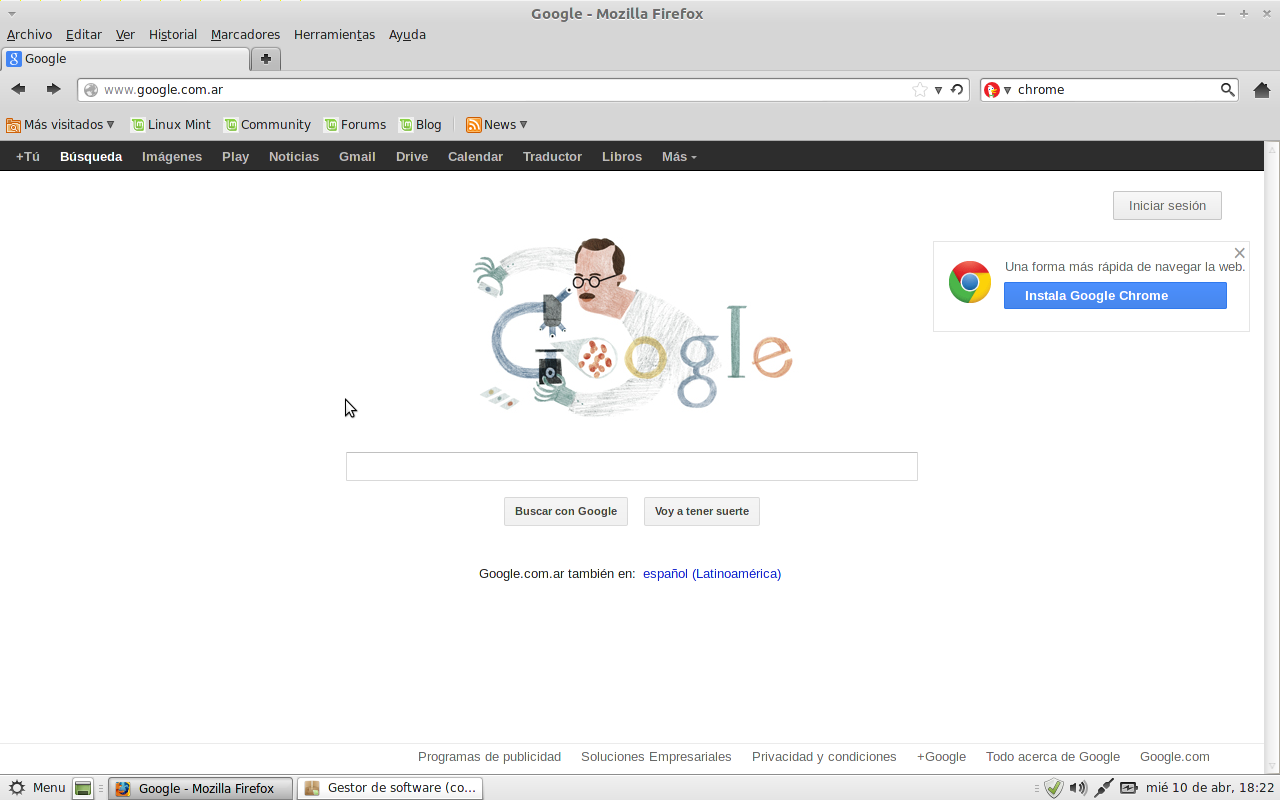 Google - Mozilla Firefox
Archivo Editar Ver Historial Marcadores Herramientas Ayuda
Google
www.google.com.ar chrome
Más visitados Linux Mint Community Forums Blog News
+Tú Búsqueda Imágenes Play Noticias Gmail Drive Calendar Traductor Libros Más
Iniciar sesión
Una forma más rápida de navegar la web.
Instala Google Chrome
Google
Buscar con Google Voy a tener suerte
Google.com.ar también en: español (Latinoamérica)
Programas de publicidad Soluciones Empresariales Privacidad y condiciones +Google Todo acerca de Google Google.com
Menu Google - Mozilla Firefox Gestor de software (co... mié 10 de abr, 18:22